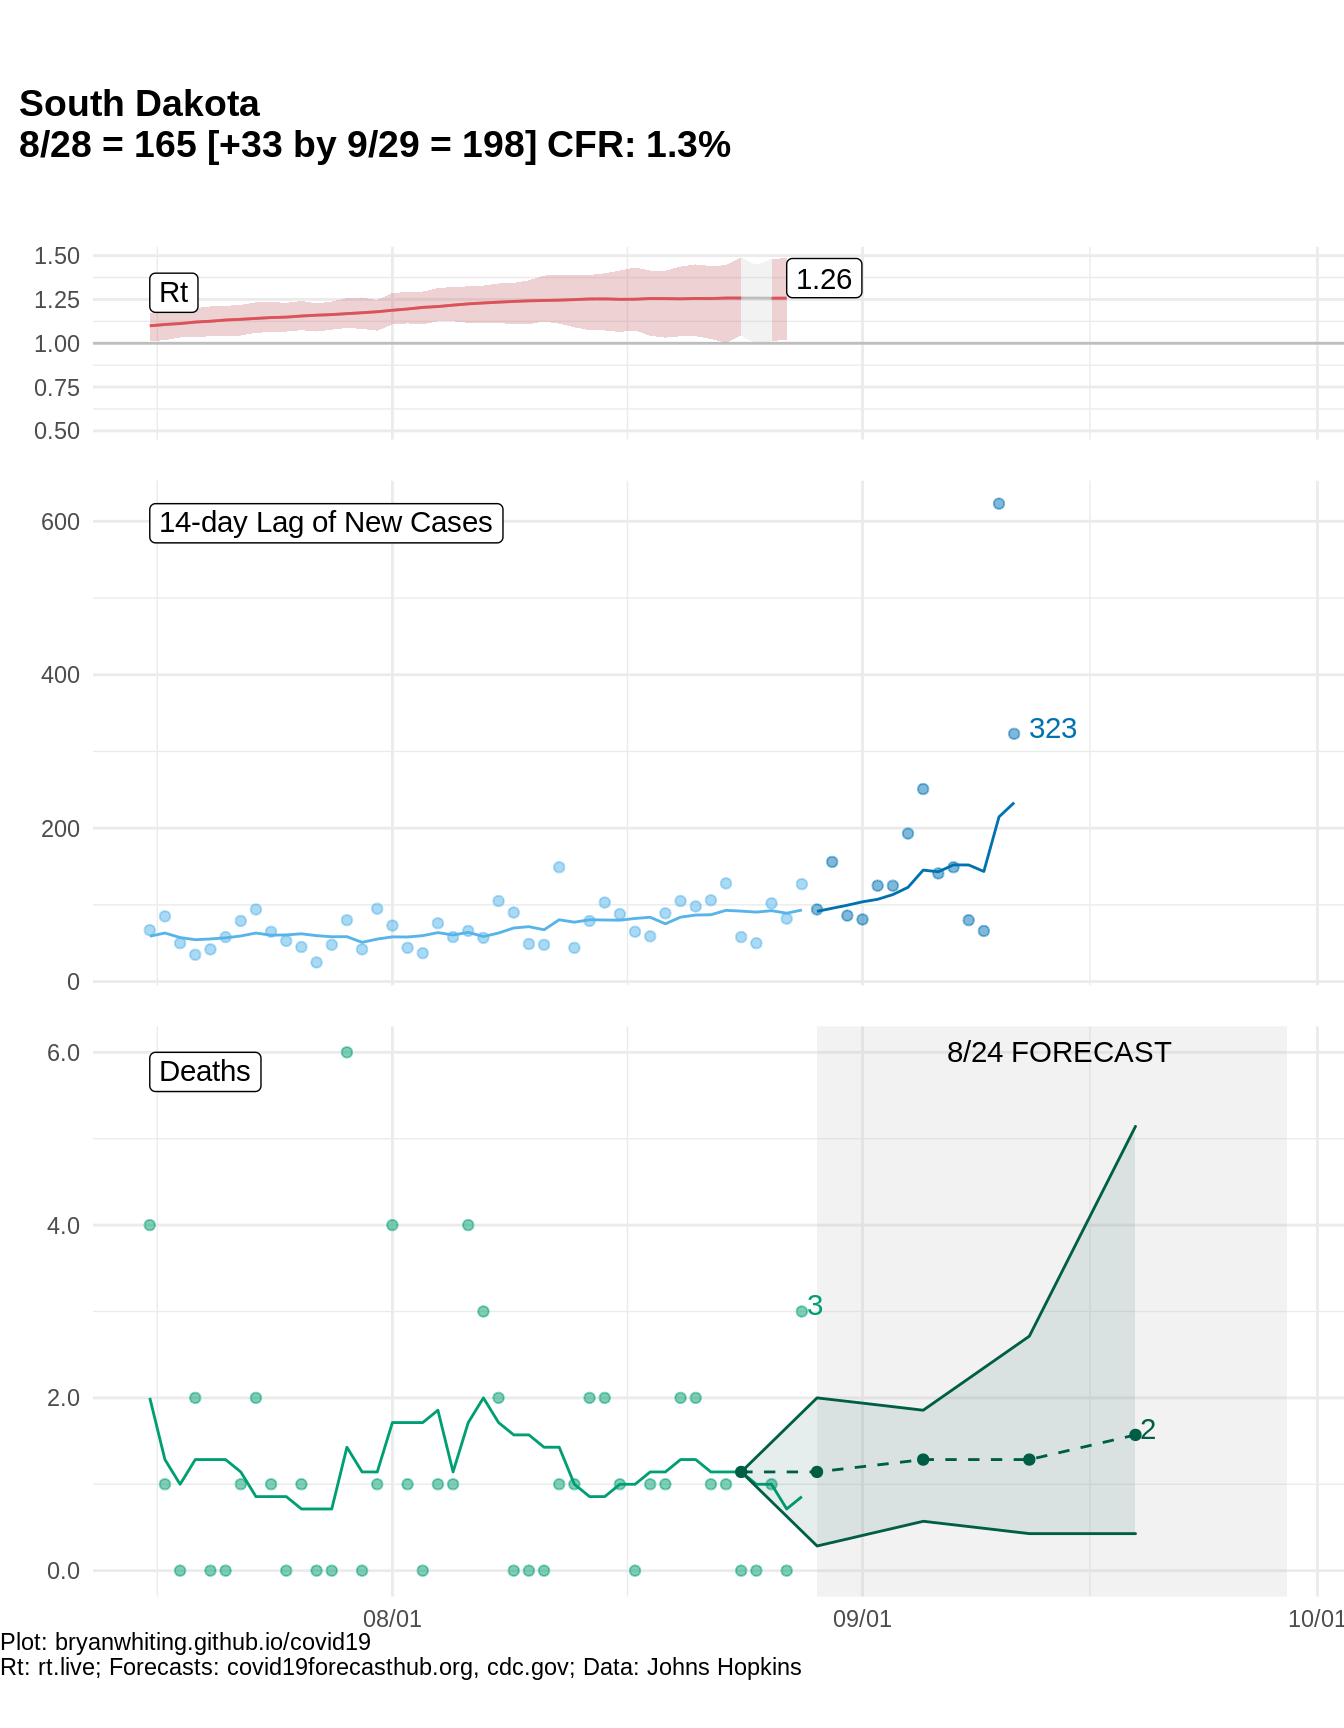 South Dakota
8/28 = 165 [+33 by 9/29 = 198] CFR: 1.3%
1.50
Rt
1.26
1.25
1.00
0.75
0.50
14-day Lag of New Cases
600
400
323
200
0
8/24 FORECAST
6.0
Deaths
4.0
3
2.0
2
0.0
08/01
09/01
10/01
Plot: bryanwhiting.github.io/covid19
Rt: rt.live; Forecasts: covid19forecasthub.org, cdc.gov; Data: Johns Hopkins